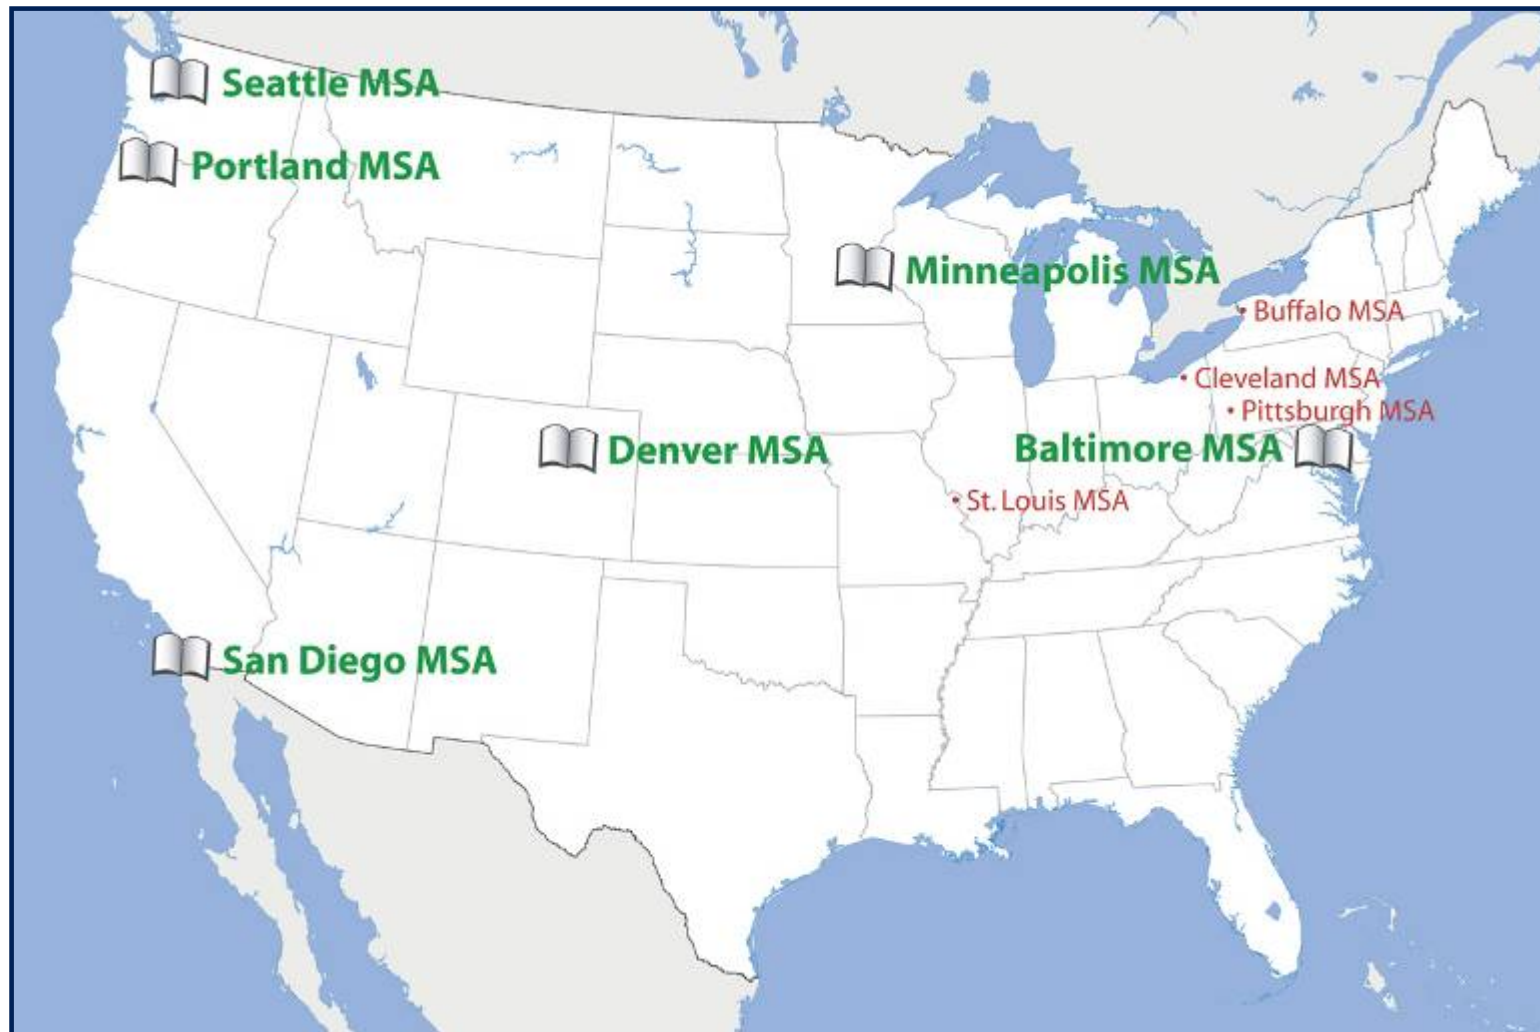 Seattle MSA
Portland MSA
Minneapolis MSA
Buffalo MSA
Cleveland MSA
Pittsburgh MSA
Denver MSA
Baltimore MSA
St. Louis MSA
San Diego MSA